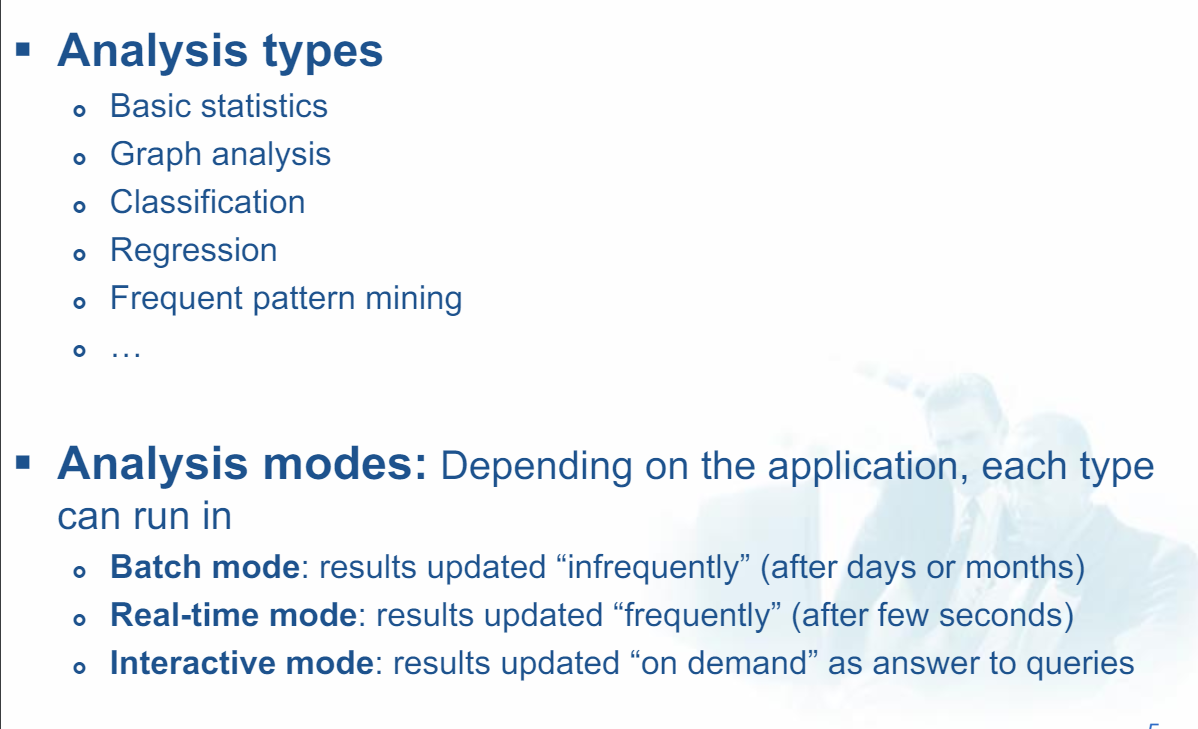 ▪ Analysis types
o Basic statistics
o Graph analysis
o Classification
o Regression
o Frequent pattern mining
o …
▪ Analysis modes: Depending on the application, each type
can run in
o Batch mode: results updated “infrequently” (after days or months)
o Real-time mode: results updated “frequently” (after few seconds)
o Interactive mode: results updated “on demand” as answer to queries